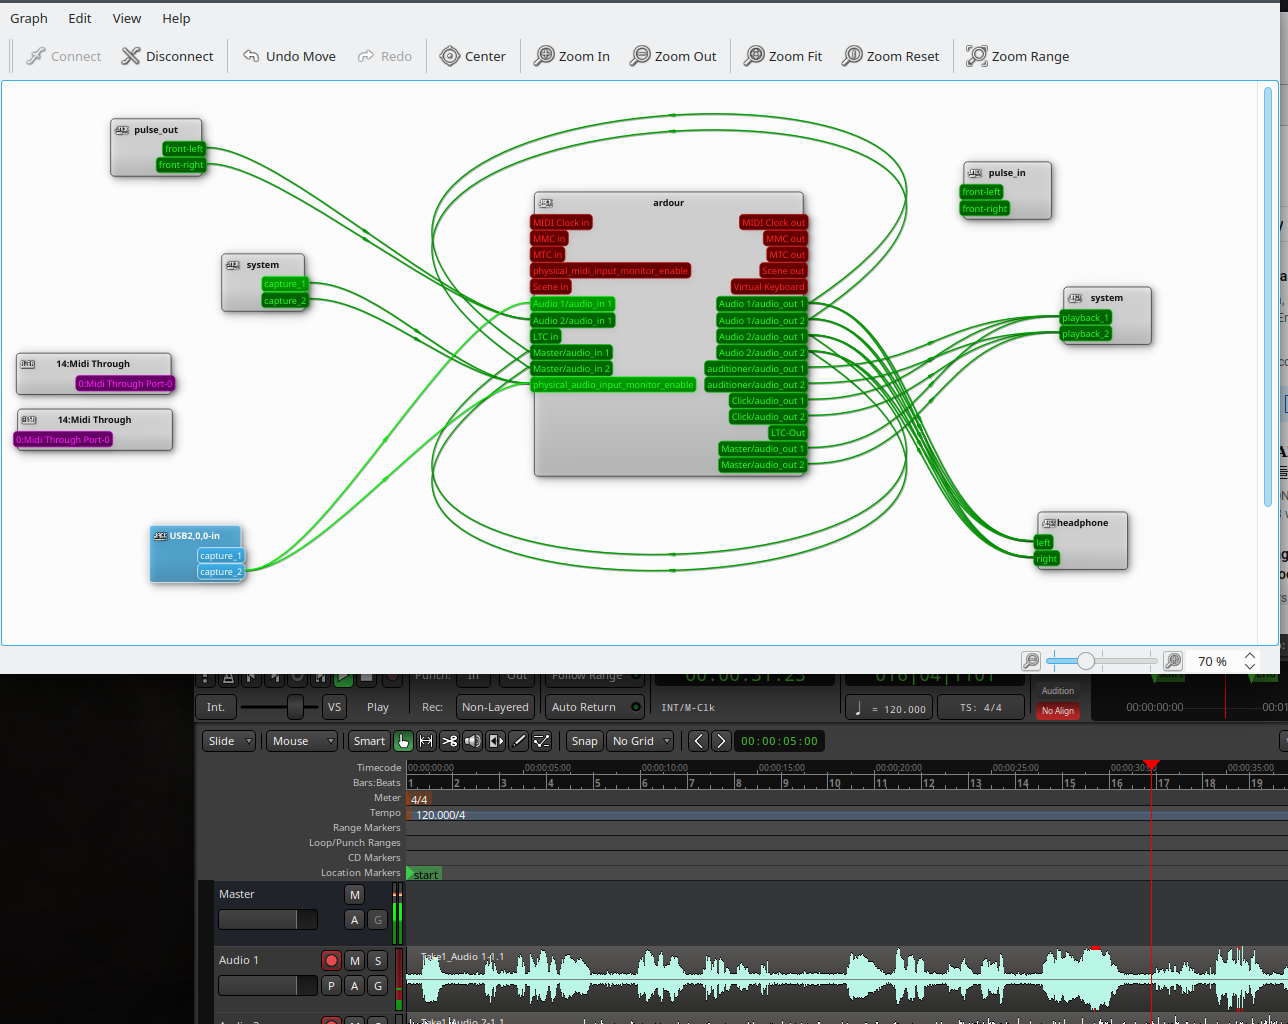 Graph Edit View Help
Connect Disconnect Undo Move Redo Center Zoom In Zoom Out Zoom Fit Zoom Reset Zoom Range
pulse_out
front-left
front-right
system
capture_1
capture_2
14:Midi Through
0:Midi Through Port-0
14:Midi Through
0:Midi Through Port-0
USB2,0,0-in
capture_1
capture_2
ardour
MIDI Clock in
MMC in
MTC in
physical_midi_input_monitor_enable
Scene in
Audio 1/audio_in 1
Audio 2/audio_in 1
LTC in
Master/audio_in 1
Master/audio_in 2
physical_audio_input_monitor_enable
MIDI Clock out
MMC out
MTC out
Scene out
Virtual Keyboard
Audio 1/audio_out 1
Audio 1/audio_out 2
Audio 2/audio_out 1
Audio 2/audio_out 2
auditioner/audio_out 1
auditioner/audio_out 2
Click/audio_out 1
Click/audio_out 2
LTC-Out
Master/audio_out 1
Master/audio_out 2
pulse_in
front-left
front-right
system
playback_1
playback_2
headphone
left
right
70 %
Punch: In Out Follow Range 00:00:31:23 016|04|1101
Audition
Int. VS Play Rec: Non-Layered Auto Return INT/M-Clk ♩ = 120.000 TS: 4/4 No Align 00:00:00:00
Slide Mouse Smart Snap No Grid 00:00:05:00
Timecode 00:00:00:00 00:00:05:00 00:00:10:00 00:00:15:00 00:00:20:00 00:00:25:00 00:00:30:00 00:00:35:00
Bars:Beats 1 2 3 4 5 6 7 8 9 10 11 12 13 14 15 16 17 18 19
Meter 4/4
Tempo 120.000/4
Range Markers
Loop/Punch Ranges
CD Markers
Location Markers start
Master M
A G
Audio 1 M S Take1_Audio 1-1.1
P A G
Take1_Audio 2-1.1